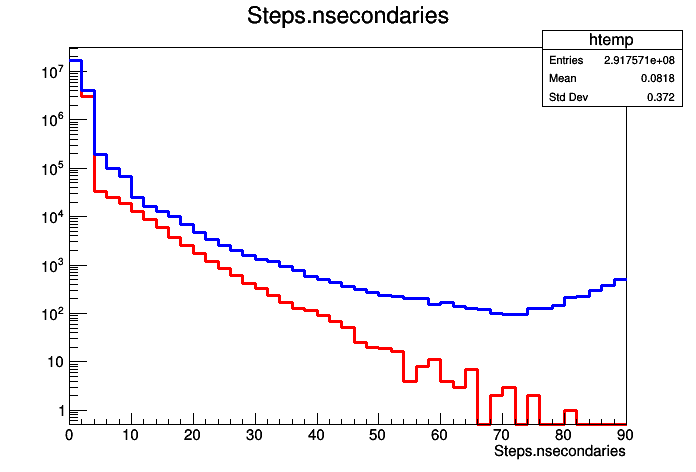 Steps.nsecondaries
htemp
Entries 2.917571e+08
Mean 0.0818
Std Dev 0.372
10^7
10^6
10^5
10^4
10^3
10^2
10
1
0 10 20 30 40 50 60 70 80 90
Steps.nsecondaries